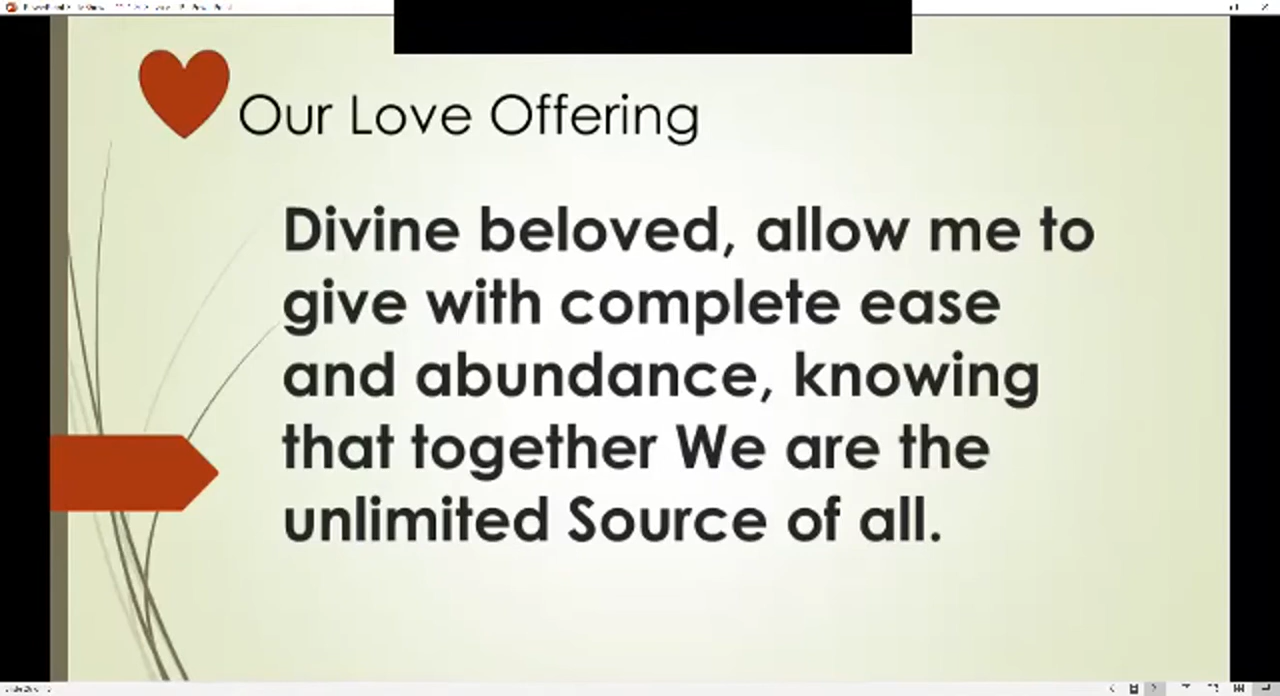 Our Love Offering
Divine beloved, allow me to
give with complete ease
and abundance, knowing
that together We are the
unlimited Source of all.